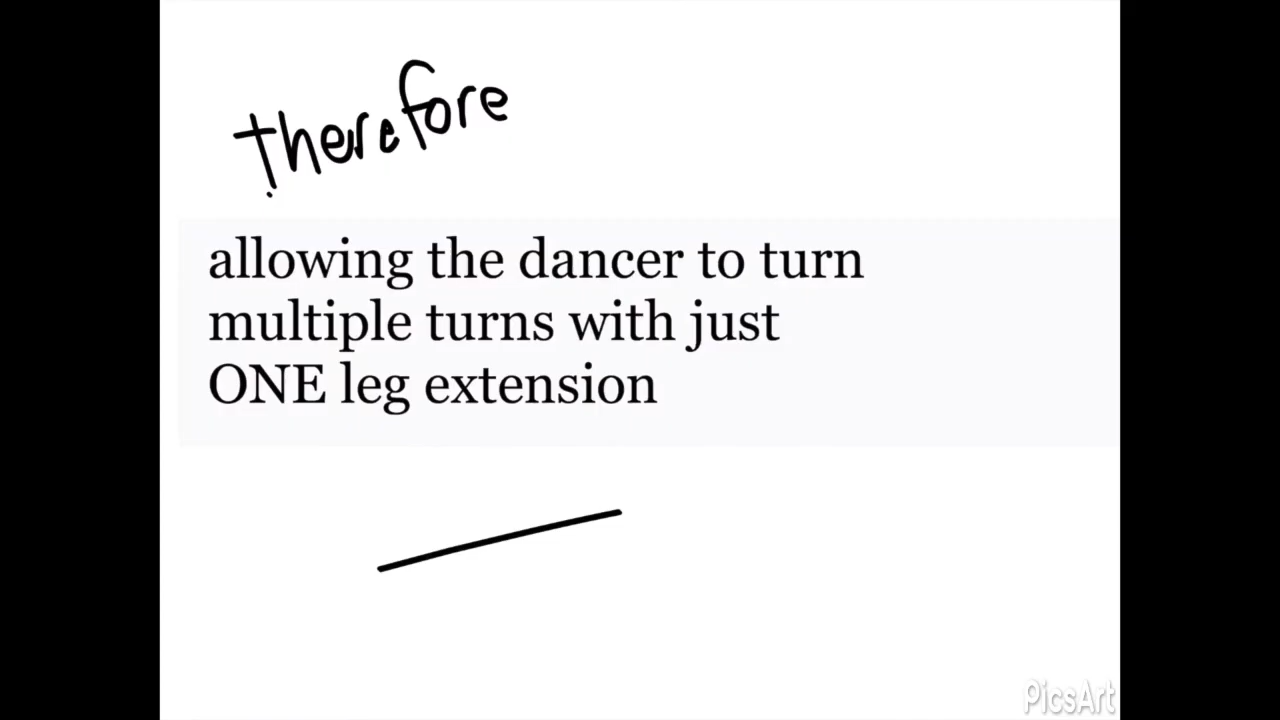 therefore
allowing the dancer to turn
multiple turns with just
ONE leg extension
PicsArt